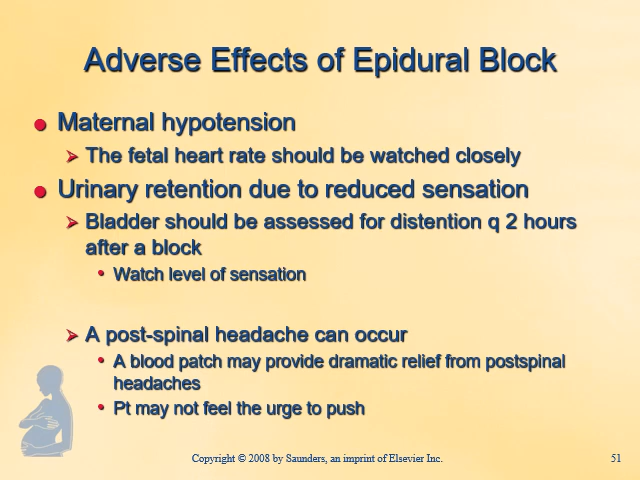 Adverse Effects of Epidural Block
Maternal hypotension
The fetal heart rate should be watched closely
Urinary retention due to reduced sensation
Bladder should be assessed for distention q 2 hours
after a block
Watch level of sensation
A post-spinal headache can occur
A blood patch may provide dramatic relief from postspinal
headaches
Pt may not feel the urge to push
Copyright © 2008 by Saunders, an imprint of Elsevier Inc.
51